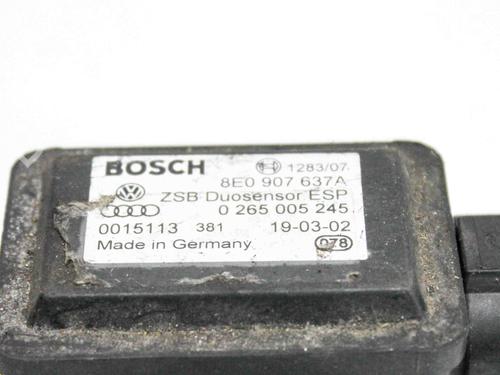 BOSCH 1283/07
8E0 907 637A
ZSB Duosensor ESP
0 265 005 245
0015113 381 19-03-02
Made in Germany 078